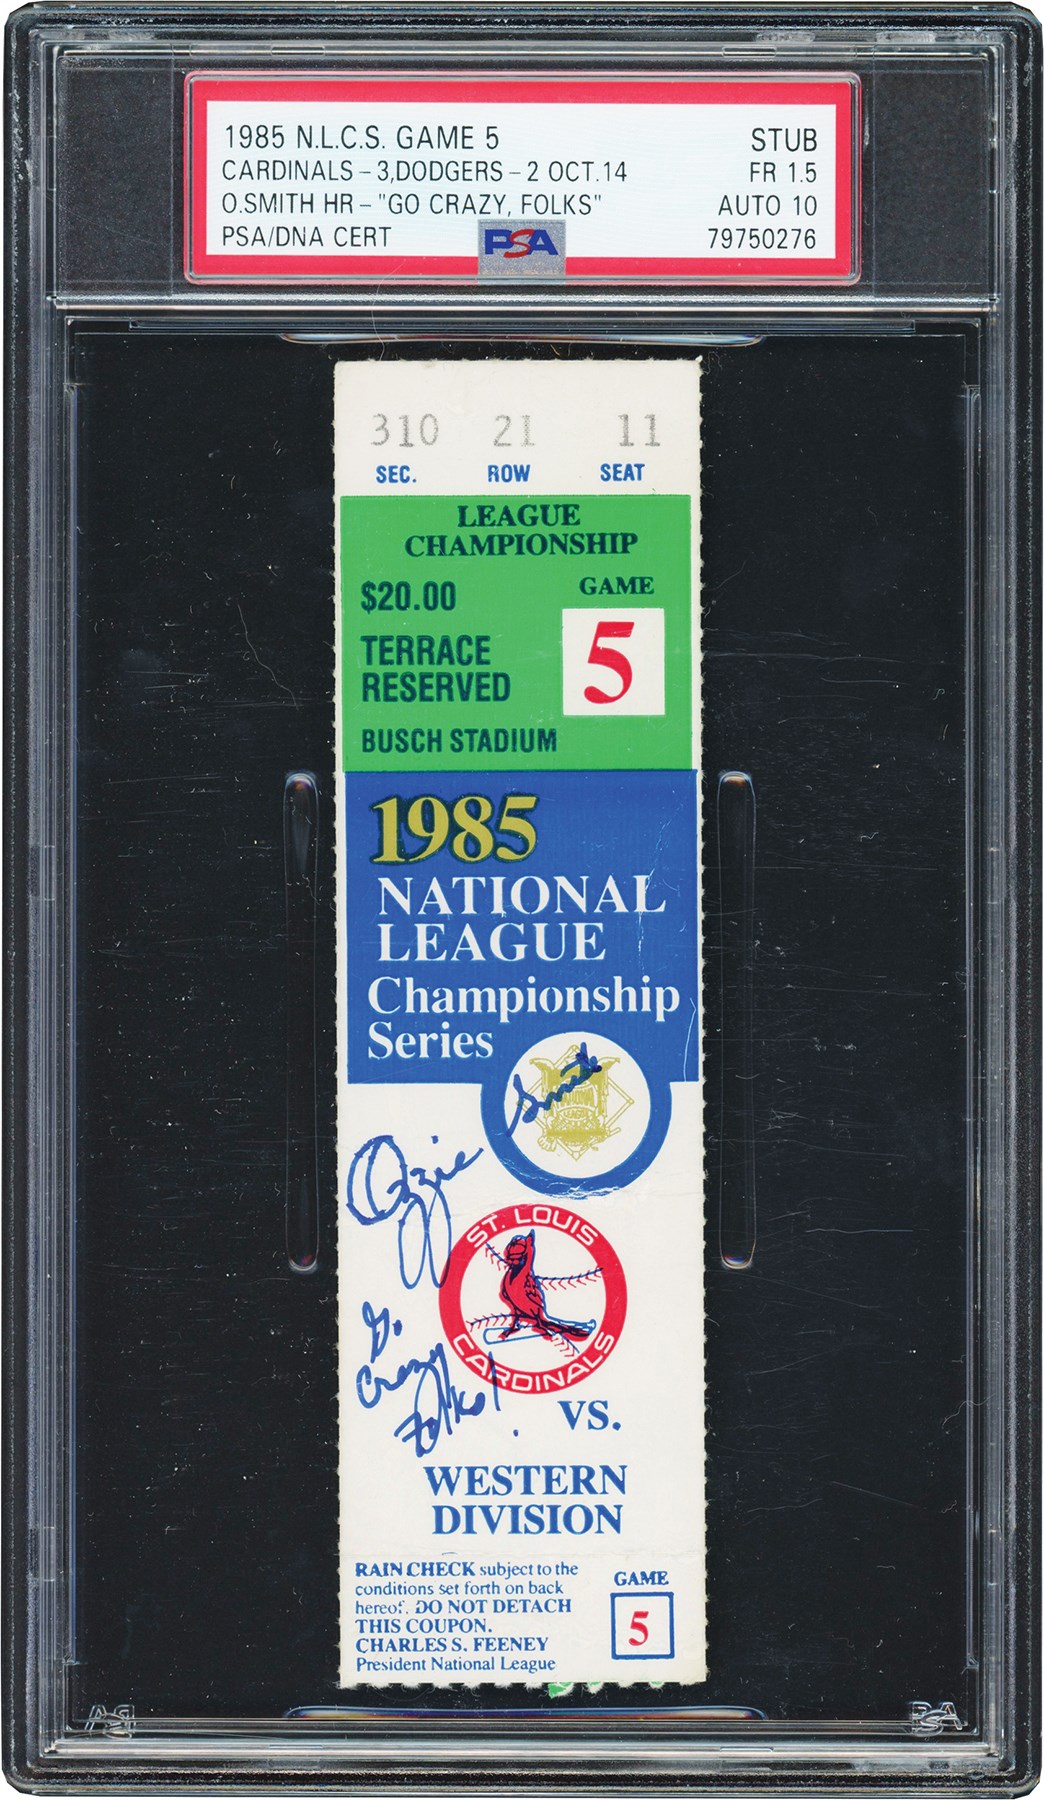 1985 N.L.C.S. GAME 5 STUB
CARDINALS - 3,DODGERS - 2 OCT.14 FR 1.5
O.SMITH HR - "GO CRAZY, FOLKS" AUTO 10
PSA/DNA CERT PSA 79750276
310 21 11
SEC. ROW SEAT
LEAGUE
CHAMPIONSHIP
$20.00 GAME
5
TERRACE
RESERVED
BUSCH STADIUM
1985
NATIONAL
LEAGUE
Championship
Series
Smith
NATIONAL
LEAGUE
Ozzie
ST. LOUIS
CARDINALS
Go
Crazy
Folks!
VS.
WESTERN
DIVISION
RAIN CHECK subject to the
conditions set forth on back
hereof. DO NOT DETACH
THIS COUPON.
CHARLES S. FEENEY
President National League
GAME
5
PSA